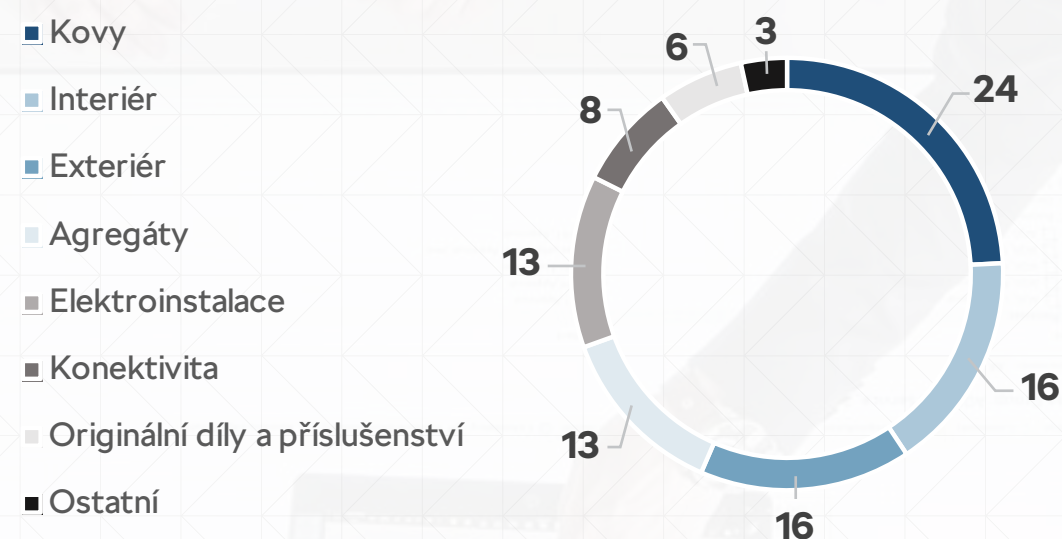 Kovy
Interiér
Exteriér
Agregáty
Elektroinstalace
Konektivita
Originální díly a příslušenství
Ostatní
3
6
24
8
13
16
13
16